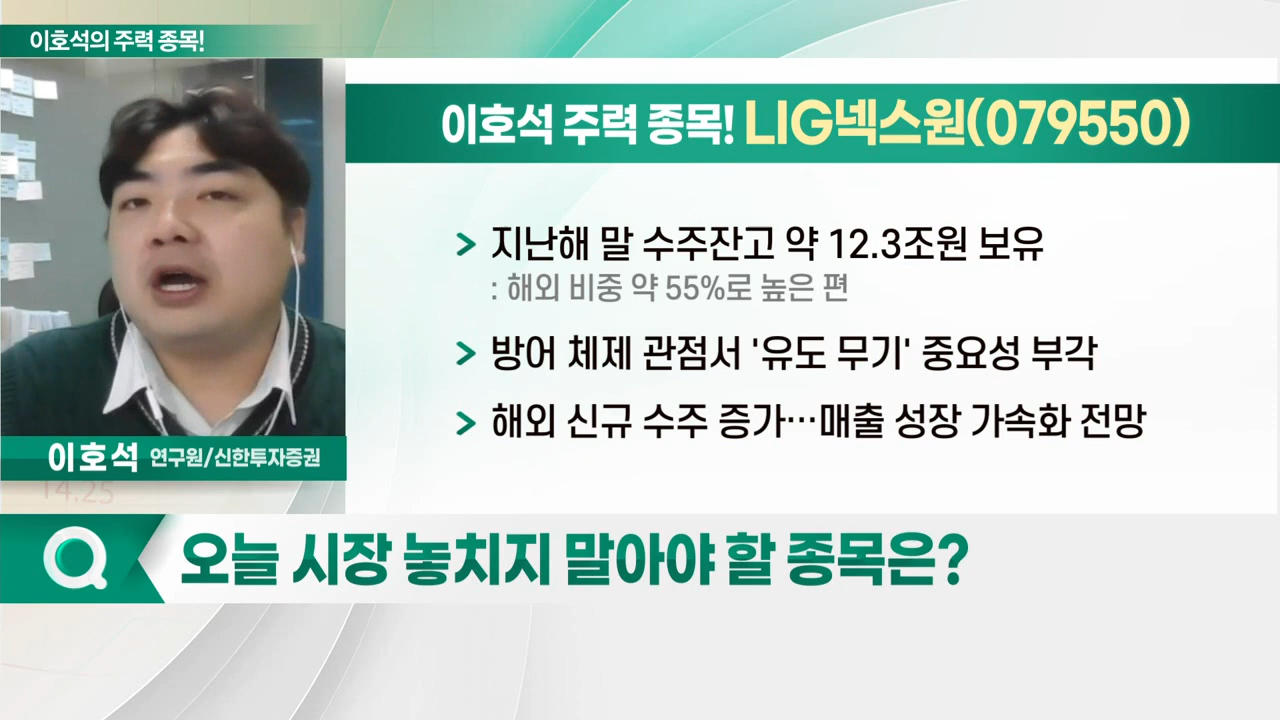 이호석의 주력 종목!
이호석 주력 종목! LIG넥스원(079550)
> 지난해 말 수주잔고 약 12.3조원 보유
: 해외 비중 약 55%로 높은 편
> 방어 체제 관점서 '유도 무기' 중요성 부각
> 해외 신규 수주 증가…매출 성장 가속화 전망
이호석 연구원/신한투자증권
14.25
Q 오늘 시장 놓치지 말아야 할 종목은?